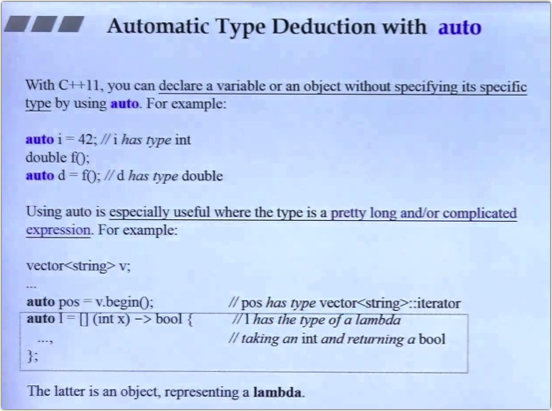 Automatic Type Deduction with auto
With C++11, you can declare a variable or an object without specifying its specific
type by using auto. For example:
auto i = 42; // i has type int
double f();
auto d = f(); // d has type double
Using auto is especially useful where the type is a pretty long and/or complicated
expression. For example:
vector<string> v;
...
auto pos = v.begin(); // pos has type vector<string>::iterator
auto l = [] (int x) -> bool { // l has the type of a lambda
..., // taking an int and returning a bool
};
The latter is an object, representing a lambda.